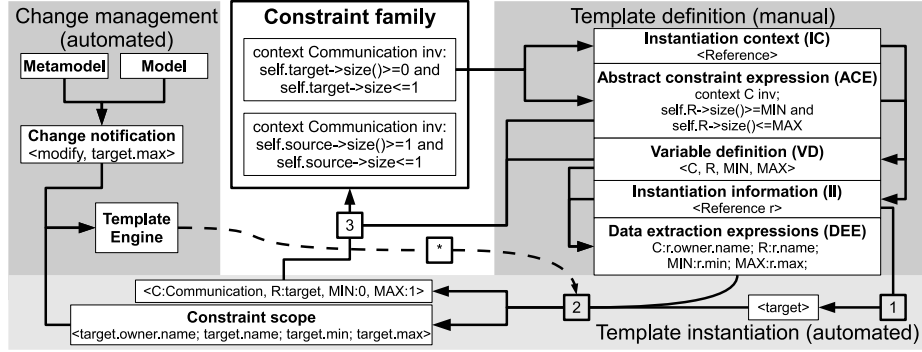 Change management
(automated)
Metamodel
Model
Change notification
<modify, target.max>
Template
Engine
Constraint family
context Communication inv:
self.target->size()>=0 and
self.target->size<=1
context Communication inv:
self.source->size()>=1 and
self.source->size<=1
3
*
Template definition (manual)
Instantiation context (IC)
<Reference>
Abstract constraint expression (ACE)
context C inv;
self.R->size()>=MIN and
self.R->size()<=MAX
Variable definition (VD)
<C, R, MIN, MAX>
Instantiation information (II)
<Reference r>
Data extraction expressions (DEE)
C:r.owner.name; R:r.name;
MIN:r.min; MAX:r.max;
<C:Communication, R:target, MIN:0, MAX:1>
Constraint scope
<target.owner.name; target.name; target.min; target.max>
2
<target>
1
Template instantiation (automated)